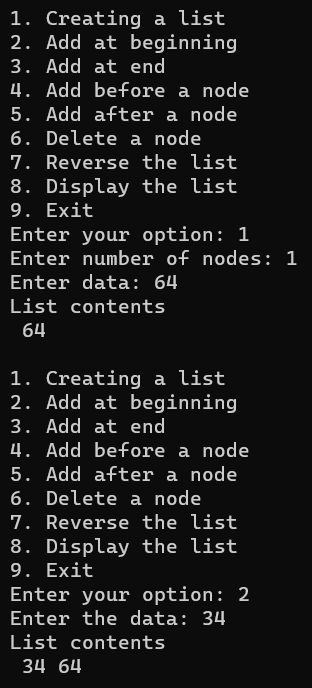 1. Creating a list
2. Add at beginning
3. Add at end
4. Add before a node
5. Add after a node
6. Delete a node
7. Reverse the list
8. Display the list
9. Exit
Enter your option: 1
Enter number of nodes: 1
Enter data: 64
List contents
64
1. Creating a list
2. Add at beginning
3. Add at end
4. Add before a node
5. Add after a node
6. Delete a node
7. Reverse the list
8. Display the list
9. Exit
Enter your option: 2
Enter the data: 34
List contents
34 64